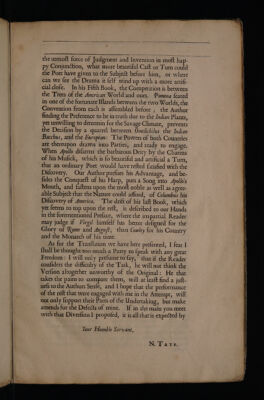 the utmost force of Judgment and Invention in most hap-
py Conjunction, what more beautiful Cast or Turn could
the Poet have given to the Subject before him, or where
can we see the Drama it self wind up with a more artifi-
cial close. In his Fifth Book, the Competition is between
the Trees of the American World and ours. Pomona seated
in one of the fortunate Islands between the two Worlds, the
Convention from each is assembled before; the Author
finding the Preference to be in truth due to the Indian Plants,
yet unwilling to determin for the Savage Climate, prevents
the Decision by a quarrel between the Indian
Bacchus, and the European: The Powers of both Countries
are thereupon drawn into Parties, and ready to engage.
When Apollo disarms the barbarous Deity by the Charms
of his Musick, which is so beautiful and artificial a Turn,
that an ordinary Poet would have rested satisfied with the
Discovery. Our Author pursues his Advantage, and be-
sides the Conquest of his Harp, puts a Song into Apollo's
Mouth, and fastens upon the most noble as well as agree-
able Subject that the Nature could afford, of Columbus his
Discovery of America. The drift of his last Book, which
yet seems to top upon the rest, is described to our Hands
in the forementioned Preface, where the impartial Reader
may judge if Virgil himself has better designed for the
Glory of Rome and August, than Cowley for his Country
and the Monarch of his time.
As for the Translation we have here presented, I fear I
shall be thought too much a Party to speak with any great
Freedom: I will only presume to say, that if the Reader
considers the difficulty of the Task, he will not think the
Version altogether unworthy of the Original: He that
takes the pains to compare them, will at least find a just-
ness to the Authors Sense, and I hope that the performance
of the rest that were engaged with me in the Attempt, will
not only support their Parts of the Undertaking, but make
amends for the Defects of mine. If in the main you meet
with that Diversion I proposed, it is all that is expected by
Your Humble Servant,
N. TATE.